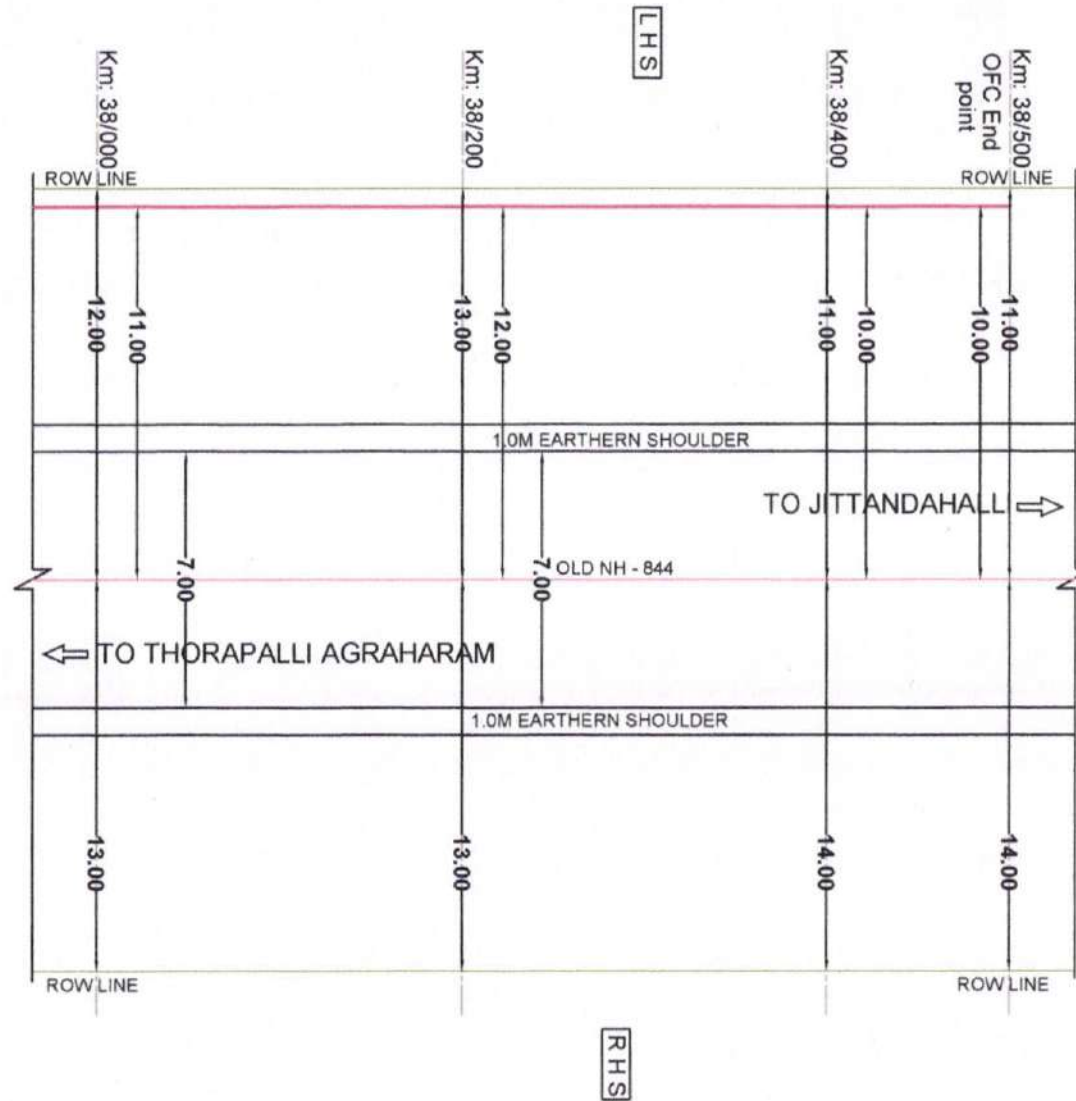 LHS
Km: 38/000
Km: 38/200
Km: 38/400
Km: 38/500
OFC End
point
ROW LINE
ROW LINE
12.00
11.00
13.00
12.00
11.00
10.00
10.00
11.00
1.0M EARTHERN SHOULDER
TO JITTANDAHALLI
7.00
7.00
OLD NH - 844
TO THORAPALLI AGRAHARAM
1.0M EARTHERN SHOULDER
13.00
13.00
14.00
14.00
ROW LINE
ROW LINE
RHS